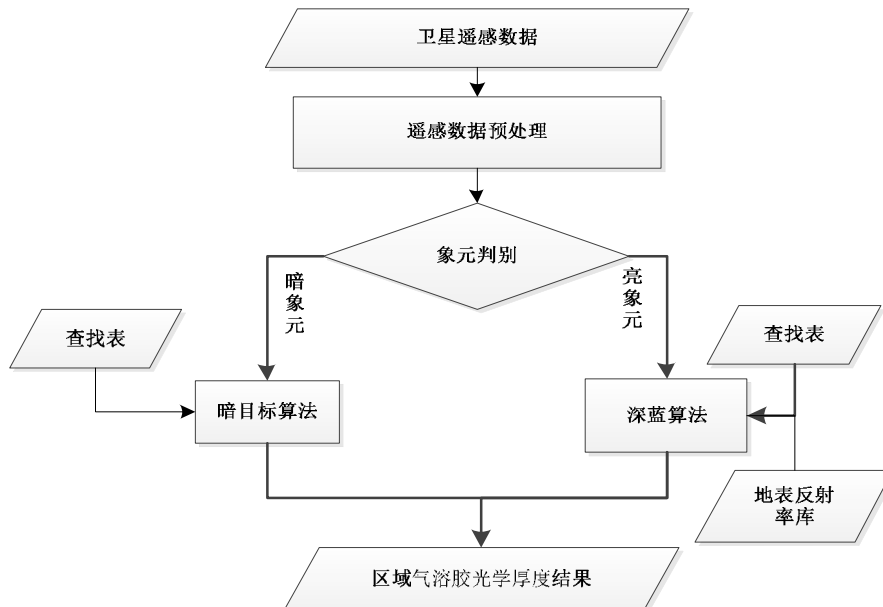 卫星遥感数据
遥感数据预处理
象元判别
暗象元
亮象元
查找表
查找表
暗目标算法
深蓝算法
地表反射
率库
区域气溶胶光学厚度结果